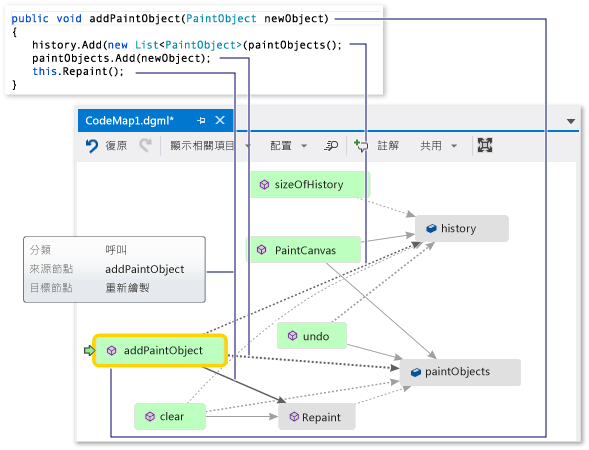 public void addPaintObject(PaintObject newObject)
{
history.Add(new List<PaintObject>(paintObjects();
paintObjects.Add(newObject);
this.Repaint();
}
CodeMap1.dgml*
復原 顯示相關項目 配置 註解 共用
sizeOfHistory
history
PaintCanvas
分類 呼叫
來源節點 addPaintObject
目標節點 重新繪製
undo
addPaintObject
paintObjects
clear
Repaint